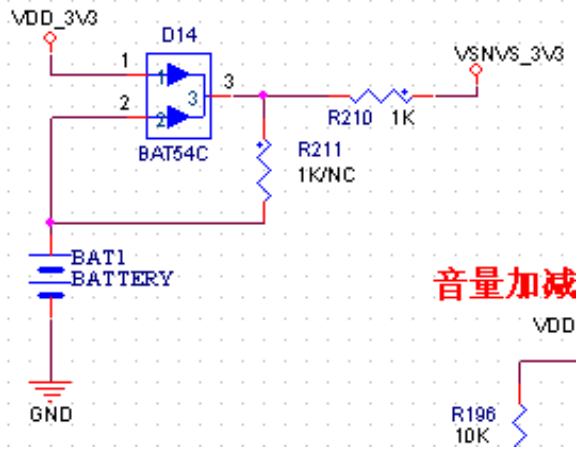 VDD_3V3
D14
VSNVS_3V3
1
1
3
2
3
2
R210 1K
BAT54C
R211
1K/NC
BAT1
BATTERY
音量加减
VDD
GND
R196
10K